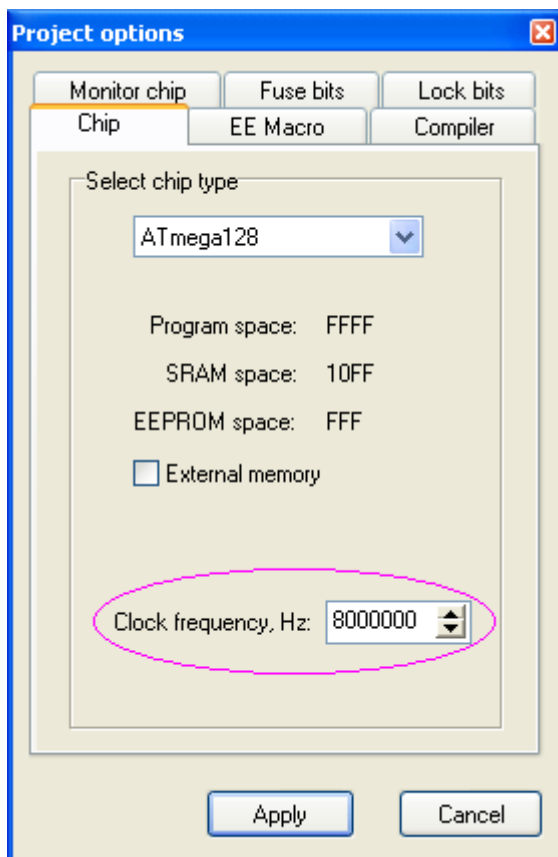 Project options
Monitor chip Fuse bits Lock bits
Chip EE Macro Compiler
Select chip type
ATmega128
Program space: FFFF
SRAM space: 10FF
EEPROM space: FFF
External memory
Clock frequency, Hz: 8000000
Apply Cancel